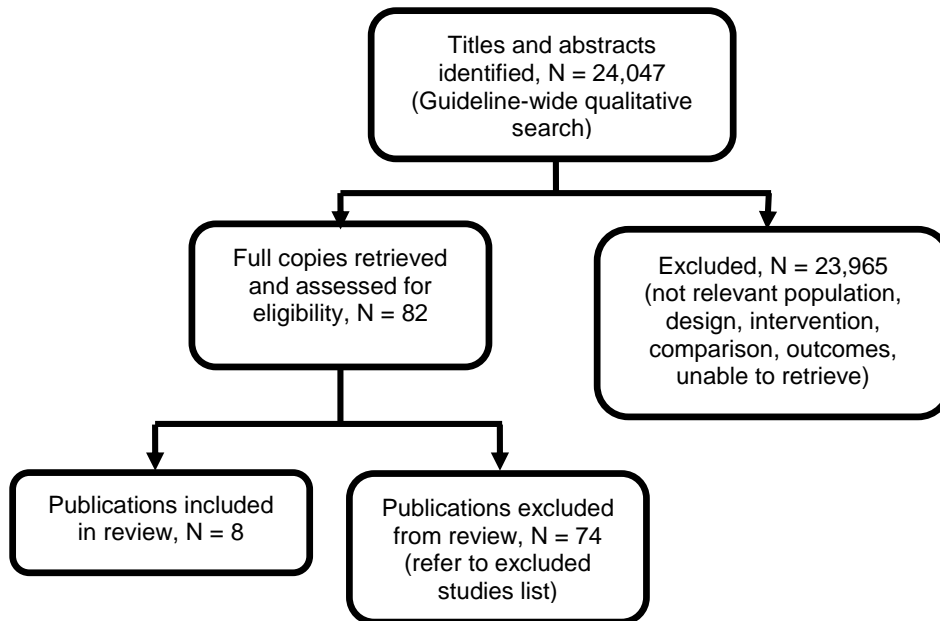 Titles and abstracts
identified, N = 24,047
(Guideline-wide qualitative
search)
Full copies retrieved
and assessed for
eligibility, N = 82
Excluded, N = 23,965
(not relevant population,
design, intervention,
comparison, outcomes,
unable to retrieve)
Publications included
in review, N = 8
Publications excluded
from review, N = 74
(refer to excluded
studies list)